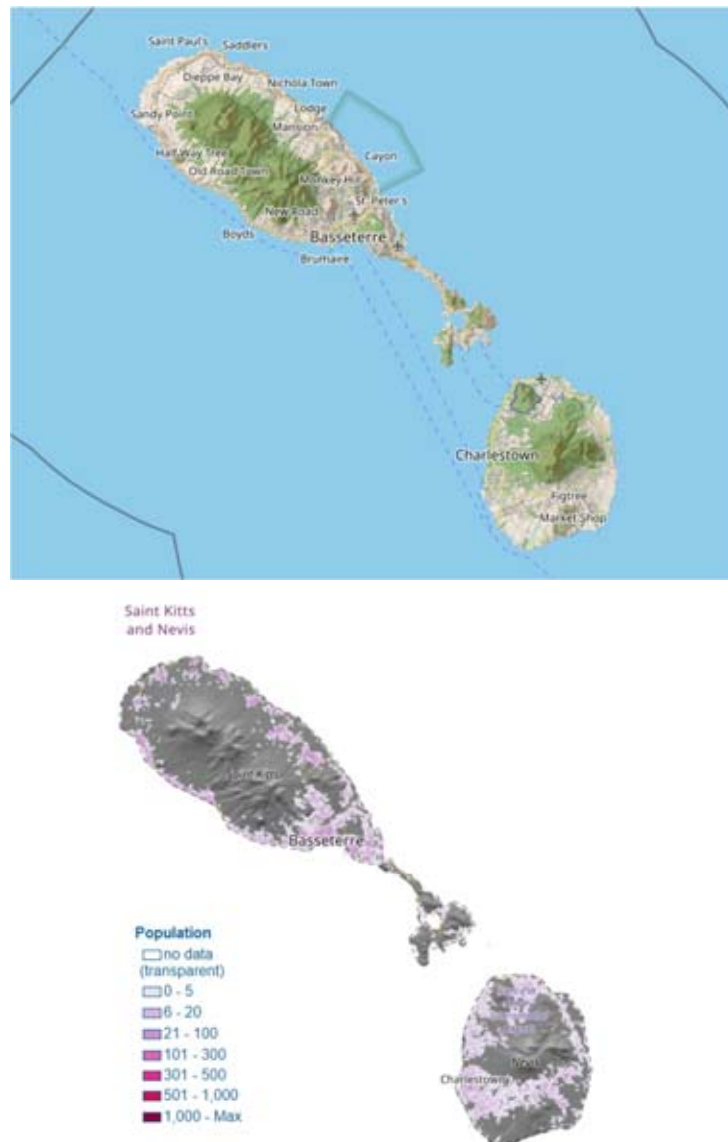 Saint Paul's
Saddlers
Dieppe Bay
Nichola Town
Lodge
Sandy Point
Mansion
Cayon
Half Way Tree
Old Road Town
Monkey Hill
St. Peter's
New Road
Boyds
Basseterre
Brumaire
Charlestown
Figtree
Market Shop
Saint Kitts
and Nevis
Basseterre
Nevis
Charlestown
Population
no data
(transparent)
0 - 5
6 - 20
21 - 100
101 - 300
301 - 500
501 - 1,000
1,000 - Max